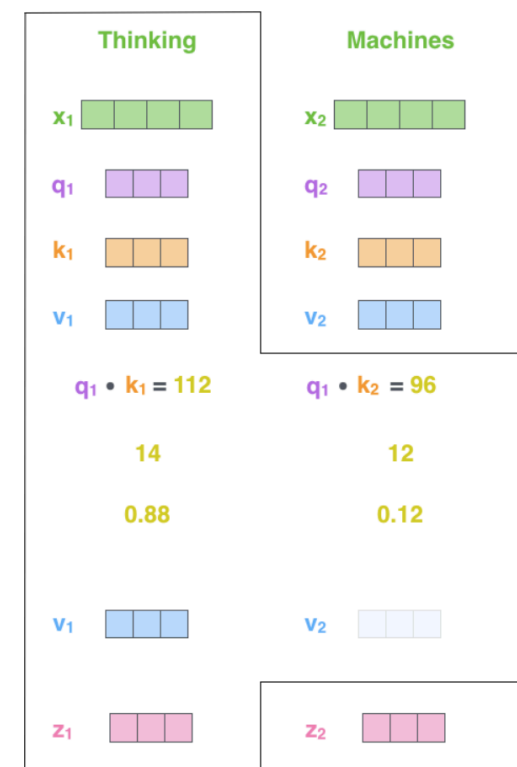 Thinking Machines
x₁ x₂
q₁ q₂
k₁ k₂
v₁ v₂
q₁ • k₁ = 112 q₁ • k₂ = 96
14 12
0.88 0.12
v₁ v₂
z₁ z₂